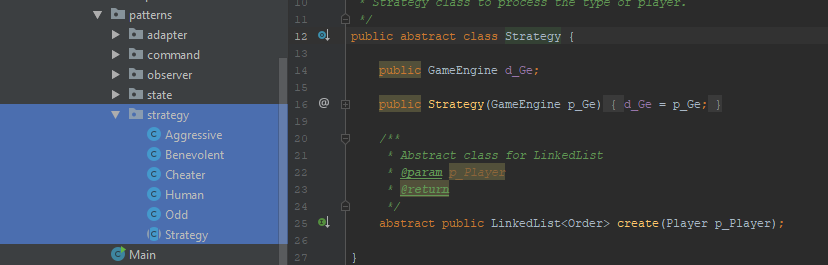 patterns
adapter
command
observer
state
strategy
Aggressive
Benevolent
Cheater
Human
Odd
Strategy
Main
10 * Strategy class to process the type of player.
11 */
12 public abstract class Strategy {
13
14 public GameEngine d_Ge;
15
16 @ public Strategy(GameEngine p_Ge) { d_Ge = p_Ge; }
19
20 /**
21 * Abstract class for LinkedList
22 * @param p_Player
23 * @return
24 */
25 abstract public LinkedList<Order> create(Player p_Player);
26
27 }